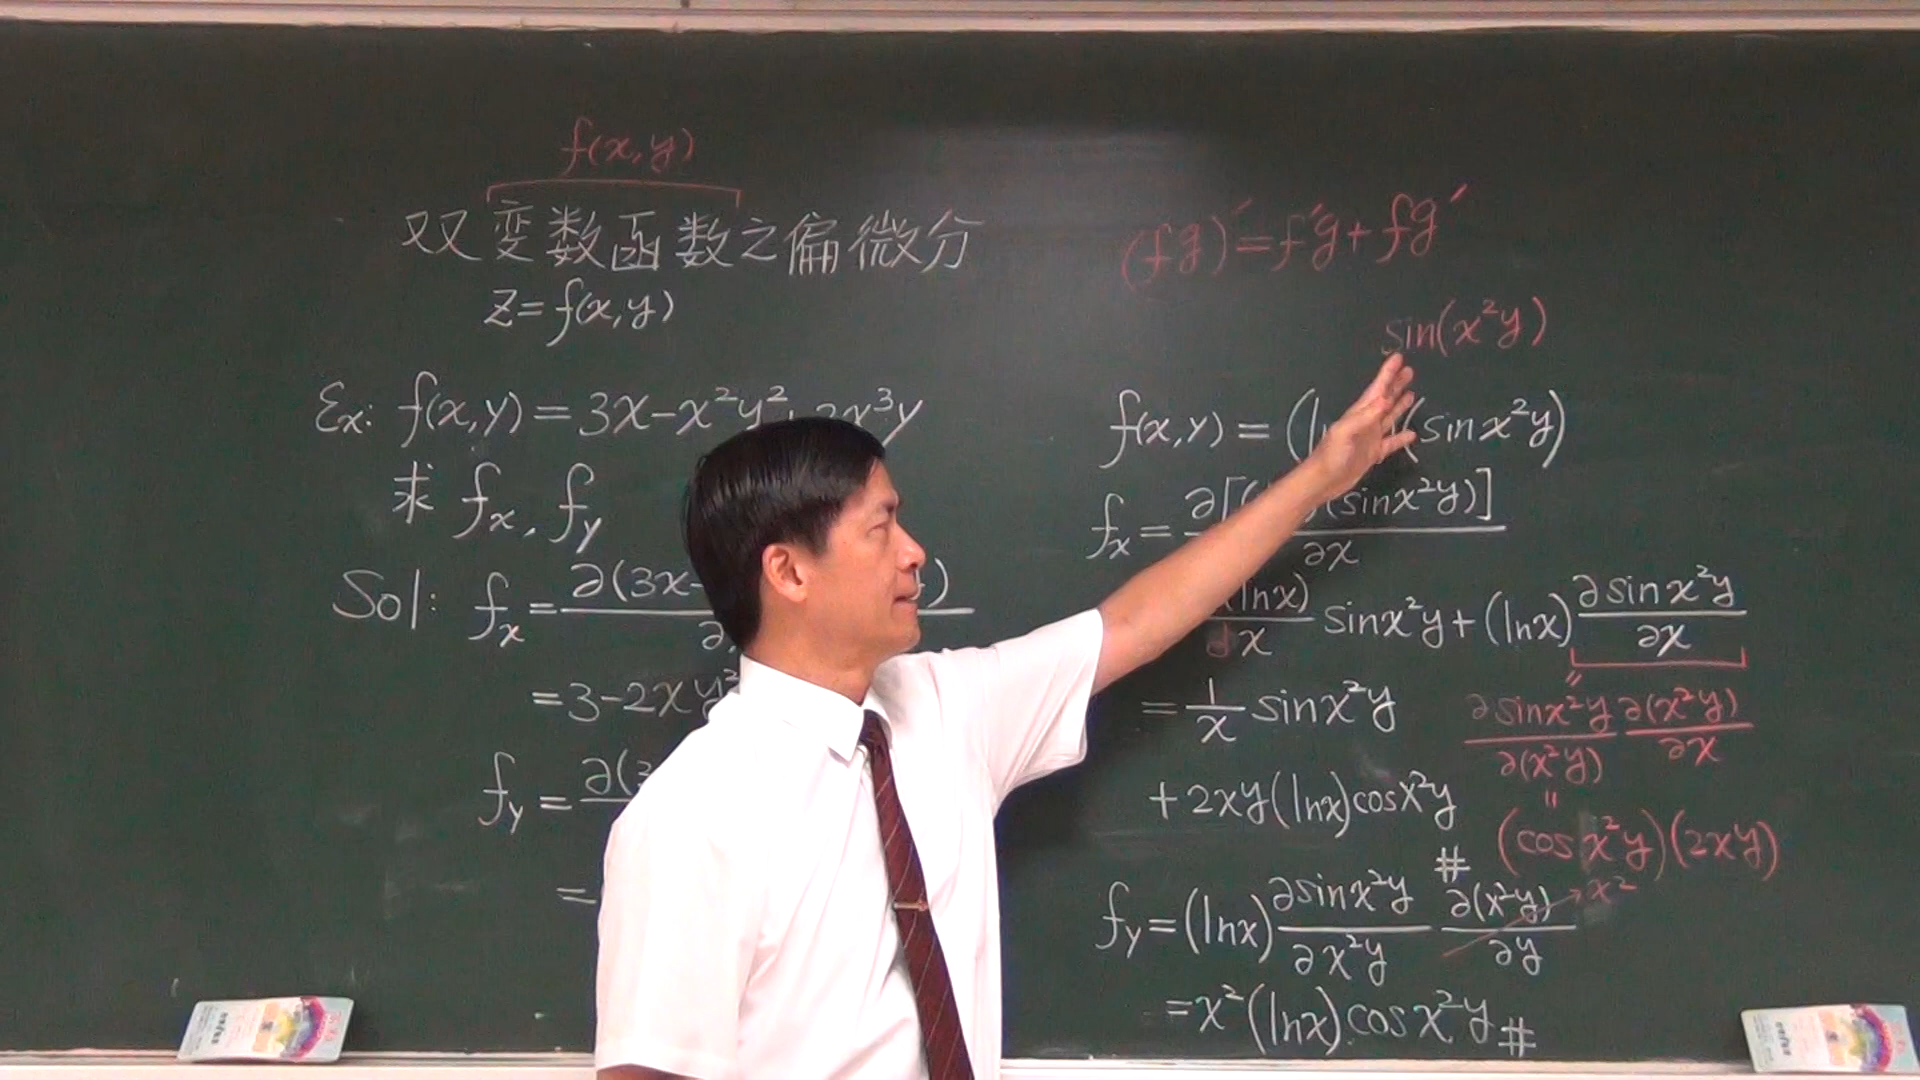 f(x,y)
双变数函数之偏微分
z=f(x,y)
Ex: f(x,y)=3x-x²y²+2x³y
求 fx, fy
Sol: fx=∂(3x-
=3-2xy²
fy=∂(3
=
(fg)'=f'g+fg'
sin(x²y)
f(x,y)=(ln )(sinx²y)
fx=∂[( )(sinx²y)]/∂x
(lnx)/∂x sinx²y+(lnx)∂sinx²y/∂x
=1/x sinx²y
+2xy(lnx)cosx²y #
∂sinx²y/∂(x²y) ∂(x²y)/∂x
=
(cosx²y)(2xy)
fy=(lnx)∂sinx²y/∂x²y ∂(x²y)/∂y → x²
=x²(lnx)cosx²y #